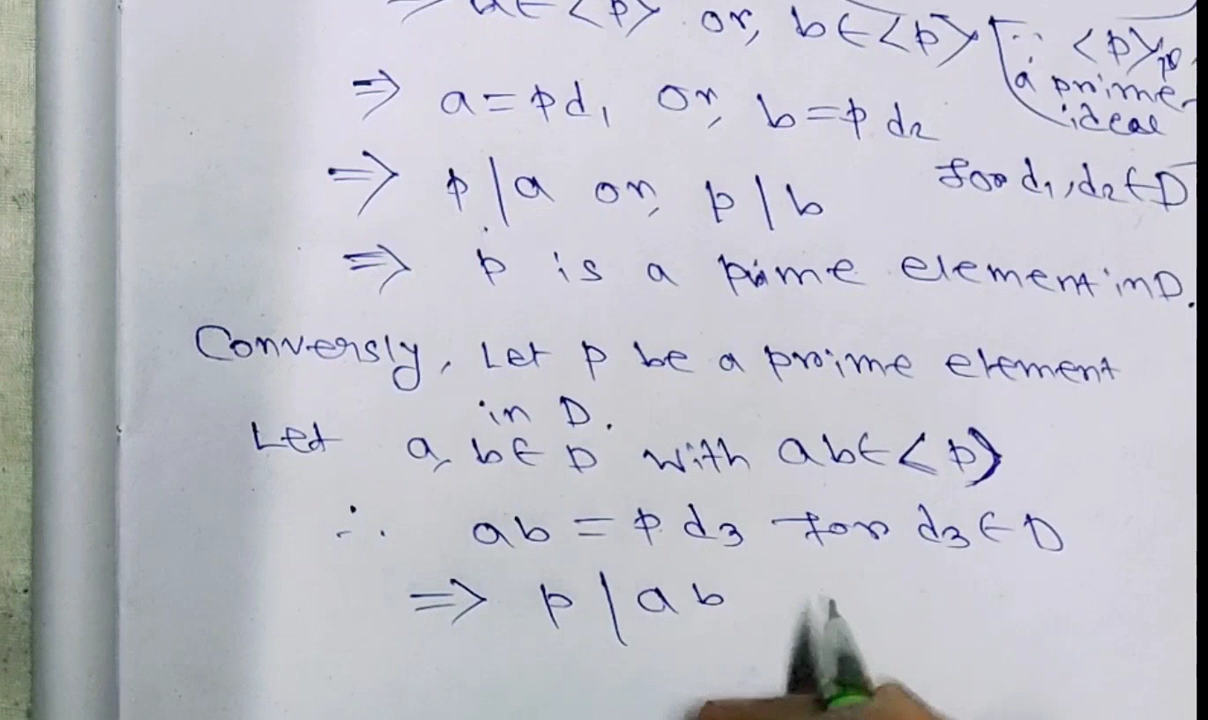 ⇒ a∈<p> or, b∈<p> [∵ <p> is
a prime
ideal
⇒ a=pd₁ or, b=pd₂
for d₁,d₂∈D
⇒ p|a or, p|b
⇒ p is a prime element in D.
Conversly, Let p be a prime element
in D.
Let a, b∈D with ab∈<p>
∴ ab = pd₃ for d₃∈D
⇒ p|ab